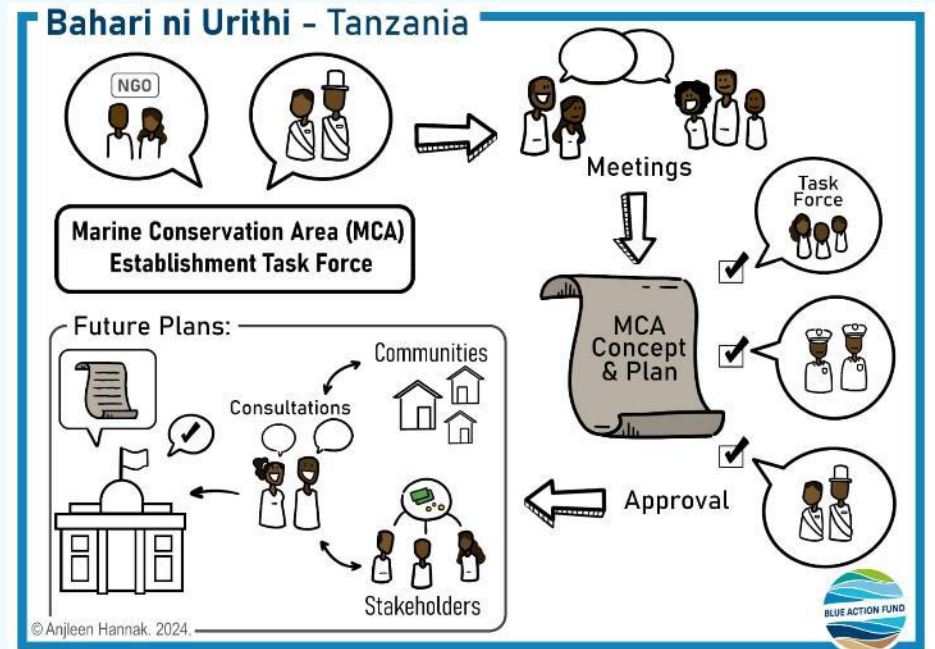 Bahari ni Urithi - Tanzania
NGO
Marine Conservation Area (MCA)
Establishment Task Force
Meetings
Task
Force
MCA
Concept
& Plan
Approval
Future Plans:
Communities
Consultations
Stakeholders
© Anjleen Hannak. 2024.
BLUE ACTION FUND